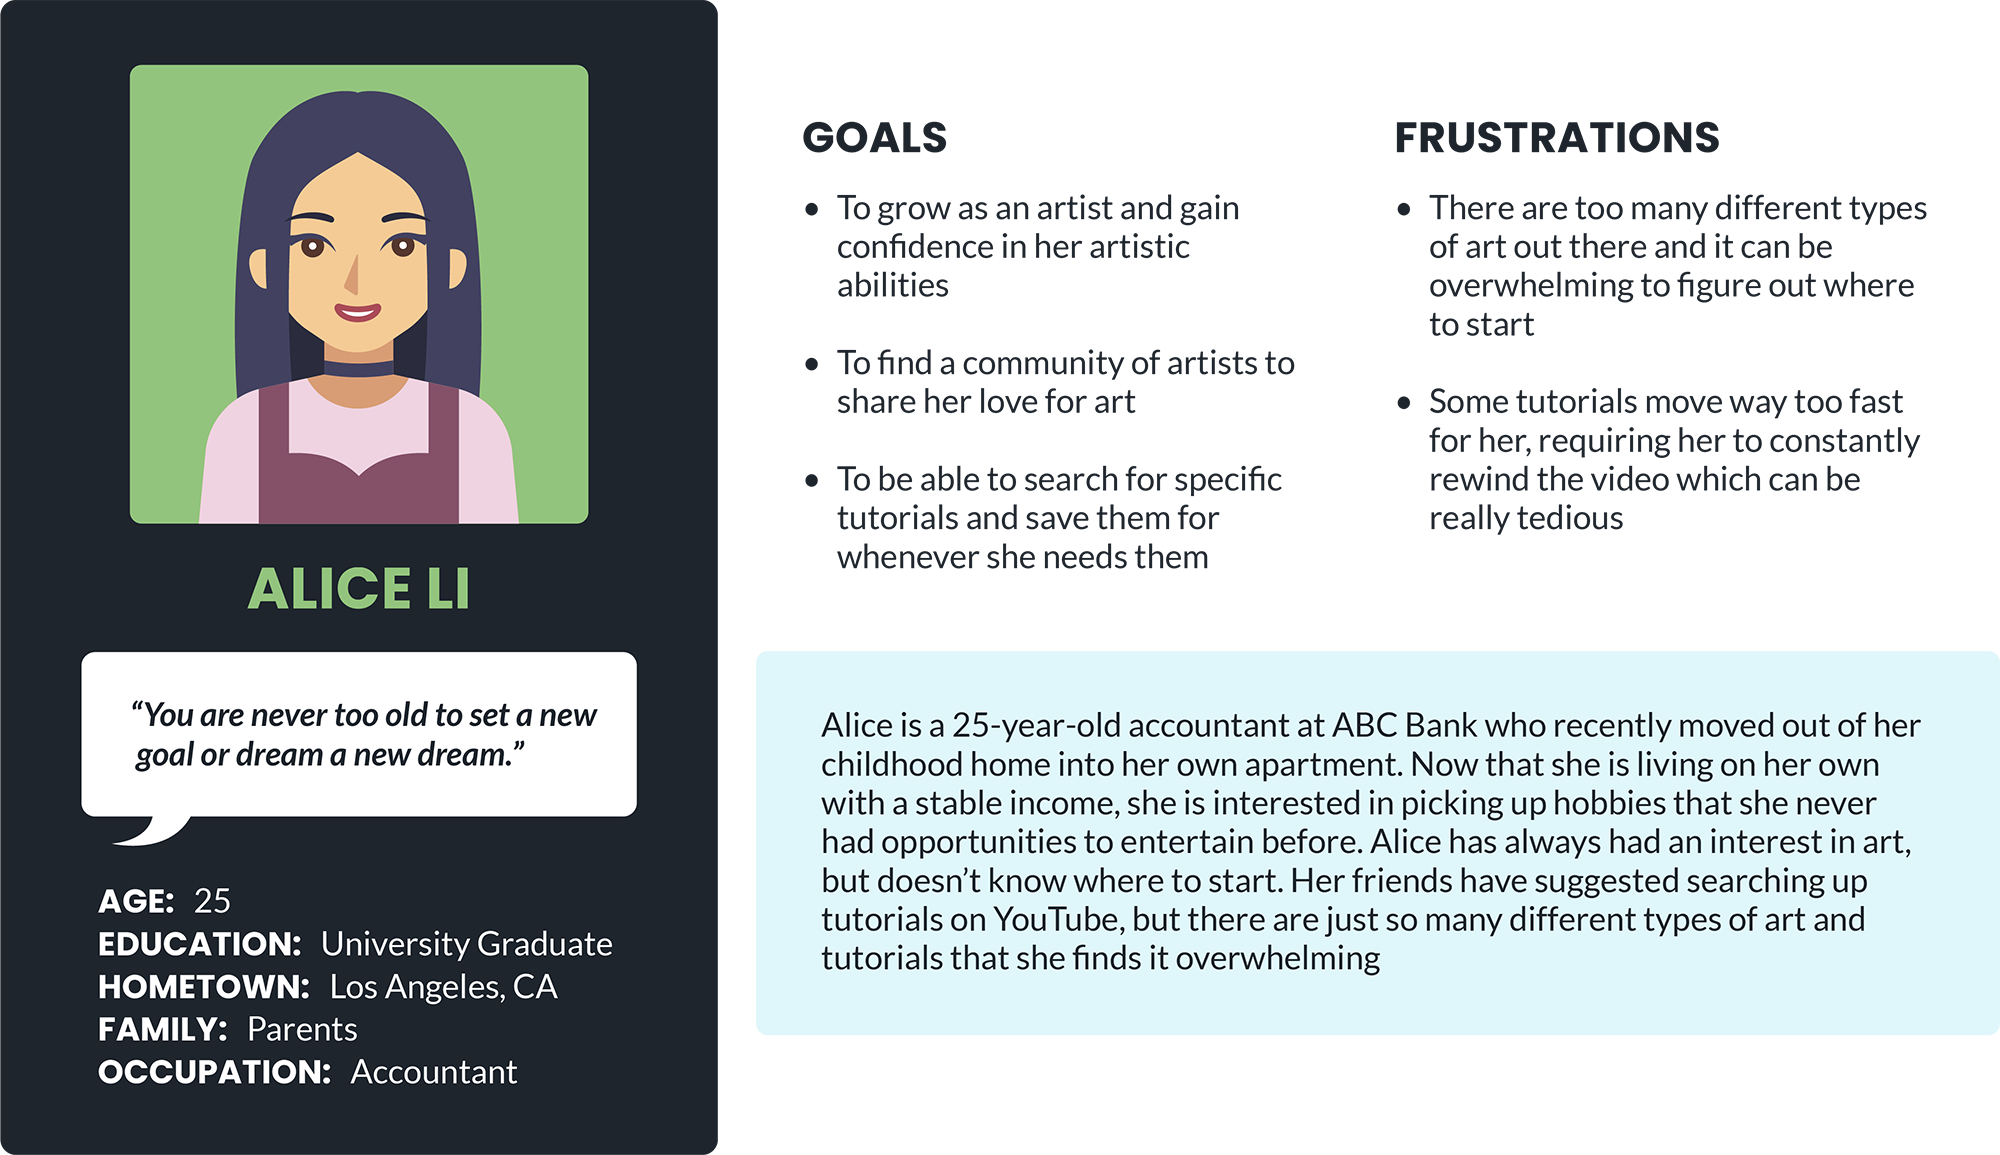 ALICE LI
“You are never too old to set a new
goal or dream a new dream.”
AGE: 25
EDUCATION: University Graduate
HOMETOWN: Los Angeles, CA
FAMILY: Parents
OCCUPATION: Accountant
GOALS
• To grow as an artist and gain
confidence in her artistic
abilities
• To find a community of artists to
share her love for art
• To be able to search for specific
tutorials and save them for
whenever she needs them
FRUSTRATIONS
• There are too many different types
of art out there and it can be
overwhelming to figure out where
to start
• Some tutorials move way too fast
for her, requiring her to constantly
rewind the video which can be
really tedious
Alice is a 25-year-old accountant at ABC Bank who recently moved out of her
childhood home into her own apartment. Now that she is living on her own
with a stable income, she is interested in picking up hobbies that she never
had opportunities to entertain before. Alice has always had an interest in art,
but doesn’t know where to start. Her friends have suggested searching up
tutorials on YouTube, but there are just so many different types of art and
tutorials that she finds it overwhelming